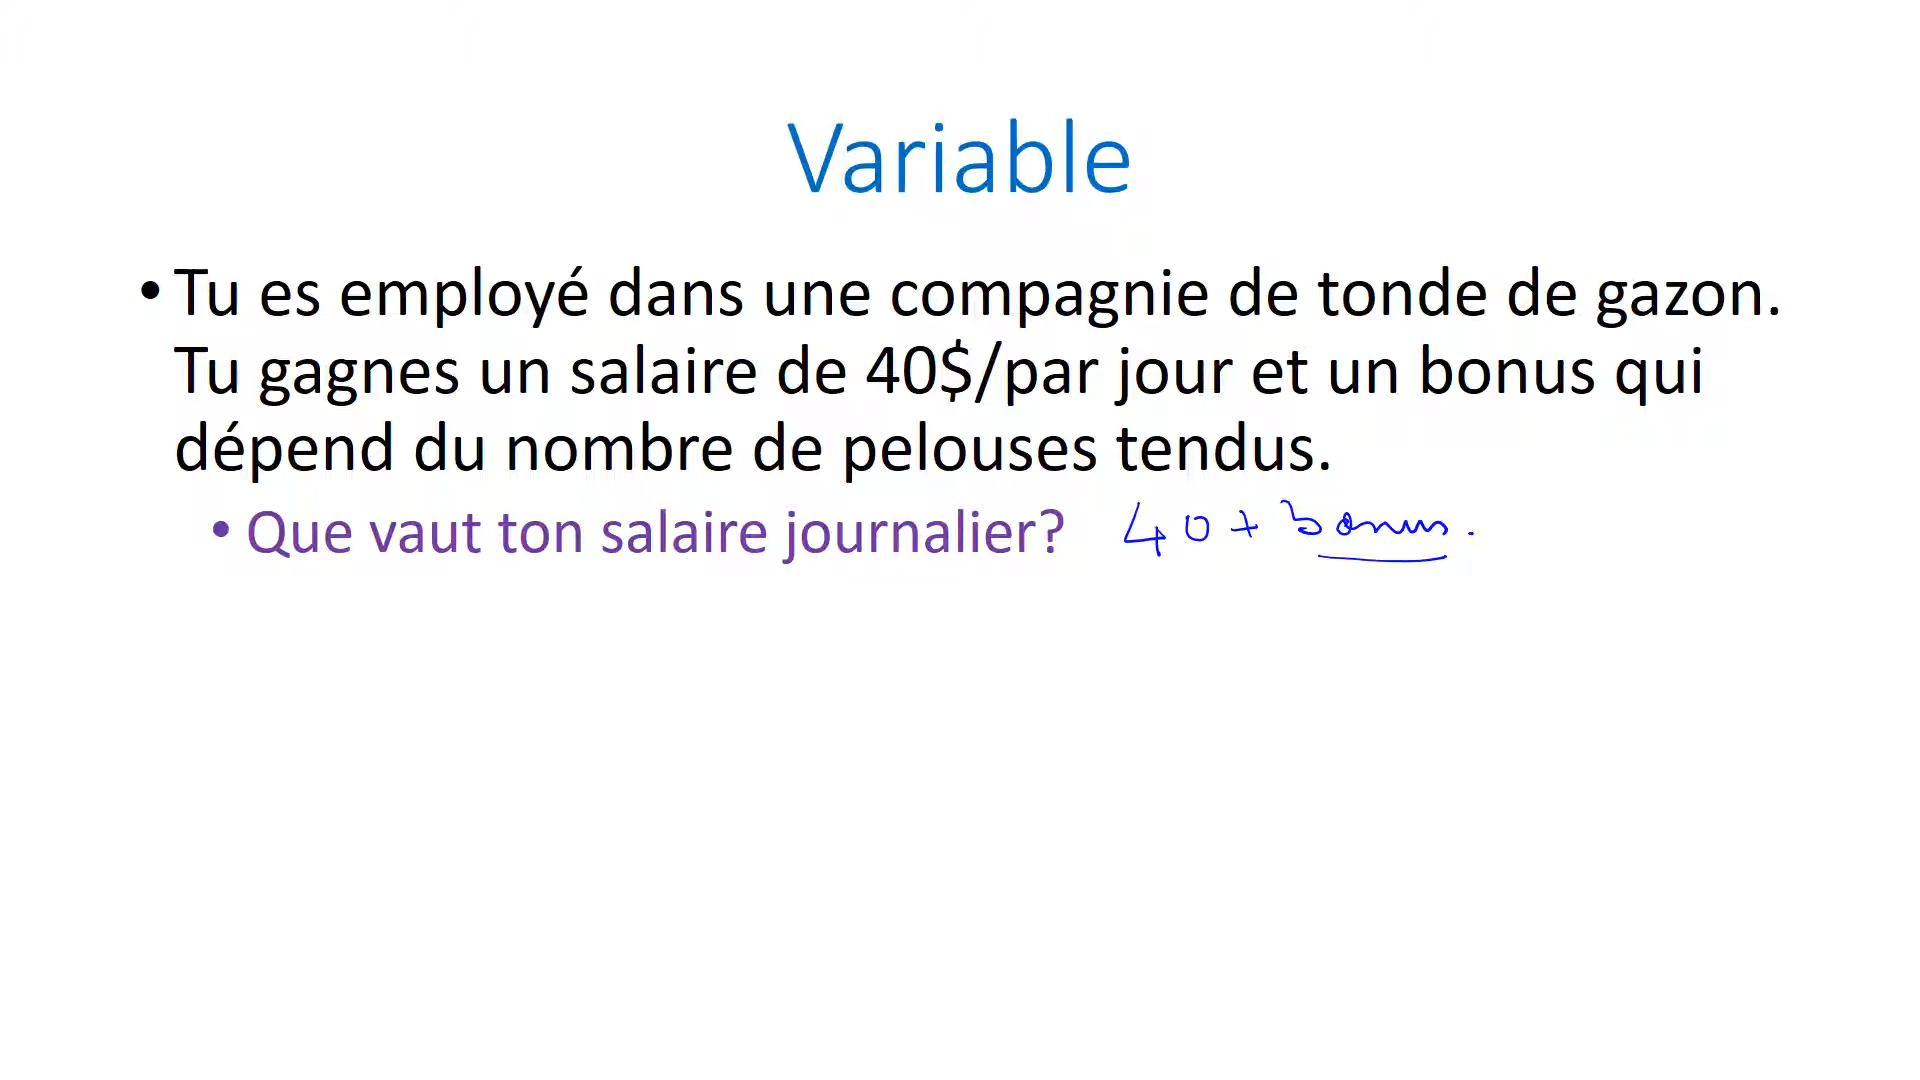 Variable
• Tu es employé dans une compagnie de tonde de gazon.
Tu gagnes un salaire de 40$/par jour et un bonus qui
dépend du nombre de pelouses tendus.
• Que vaut ton salaire journalier? 40 + bonus.